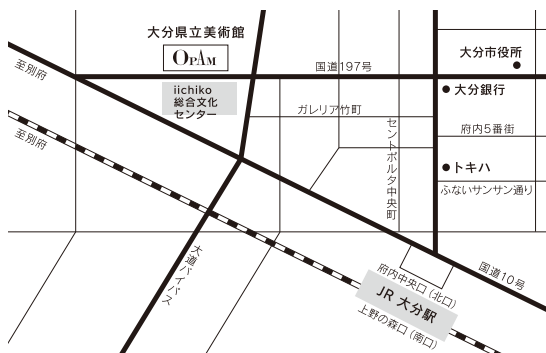 大分県立美術館
OPAM
大分市役所
至別府
国道197号
iichiko
総合文化
センター
大分銀行
ガレリア竹町
セントポルタ中央町
府内5番街
至別府
トキハ
ふないサンサン通り
大道バイパス
府内中央口(北口)
国道10号
JR 大分駅
上野の森口(南口)